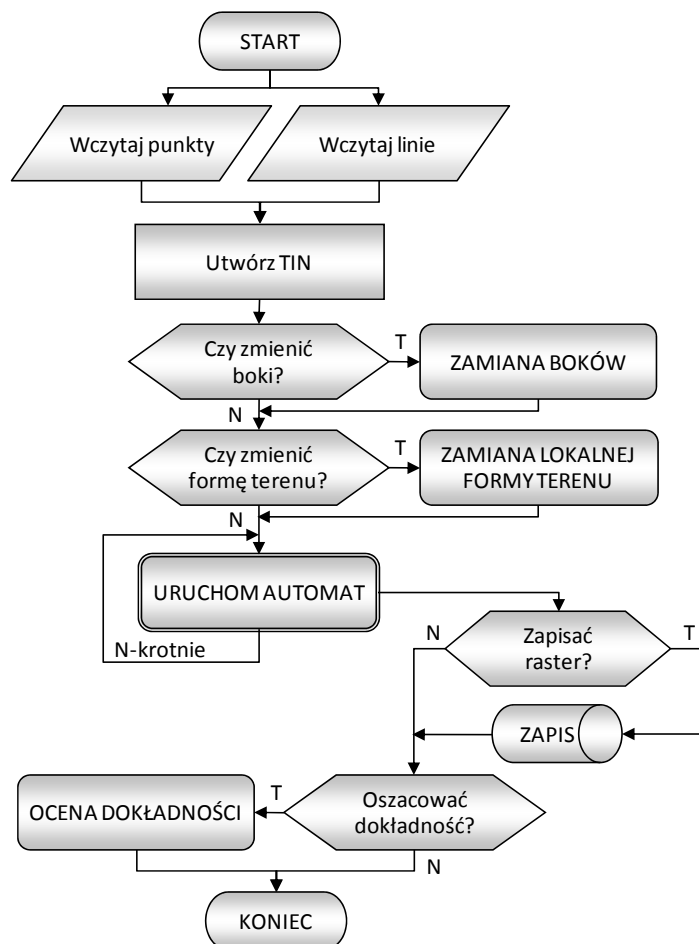 START
Wczytaj punkty
Wczytaj linie
Utwórz TIN
Czy zmienić
boki?
T
ZAMIANA BOKÓW
N
Czy zmienić
formę terenu?
T
ZAMIANA LOKALNEJ
FORMY TERENU
N
URUCHOM AUTOMAT
N-krotnie
N
Zapisać
raster?
T
ZAPIS
OCENA DOKŁADNOŚCI
T
Oszacować
dokładność?
N
KONIEC